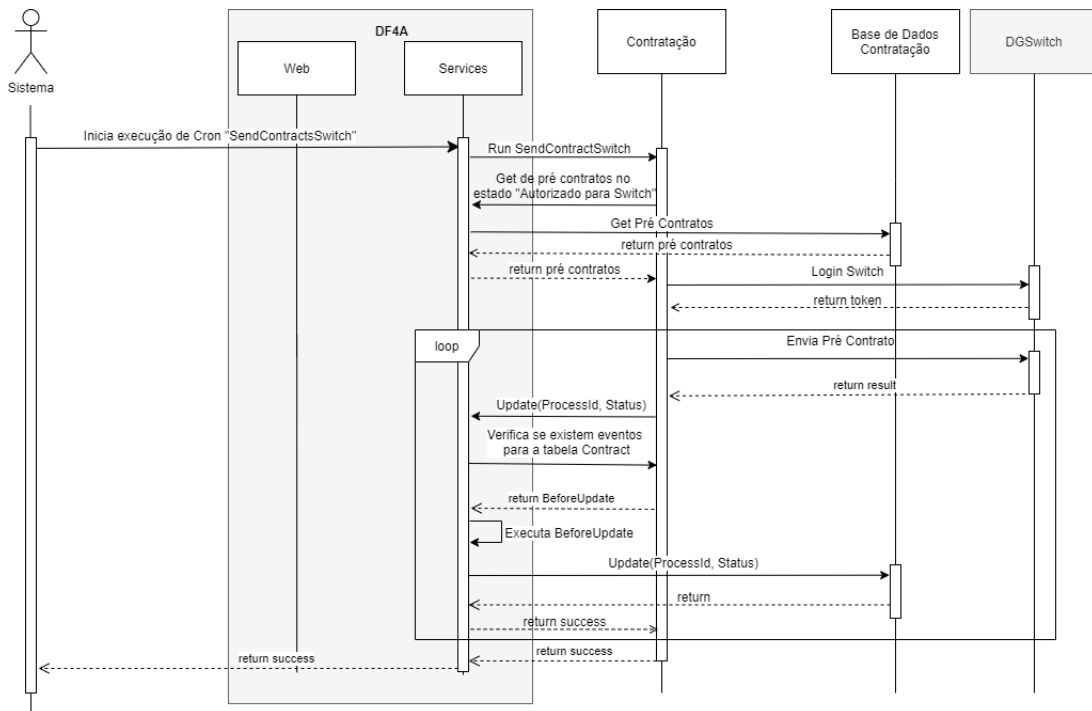 DF4A
Sistema
Web
Services
Contratação
Base de Dados
Contratação
DGSwitch
Inicia execução de Cron "SendContractsSwitch"
Run SendContractSwitch
Get de pré contratos no
estado "Autorizado para Switch"
Get Pré Contratos
return pré contratos
return pré contratos
Login Switch
return token
loop
Envia Pré Contrato
return result
Update(ProcessId, Status)
Verifica se existem eventos
para a tabela Contract
return BeforeUpdate
Executa BeforeUpdate
Update(ProcessId, Status)
return
return success
return success
return success